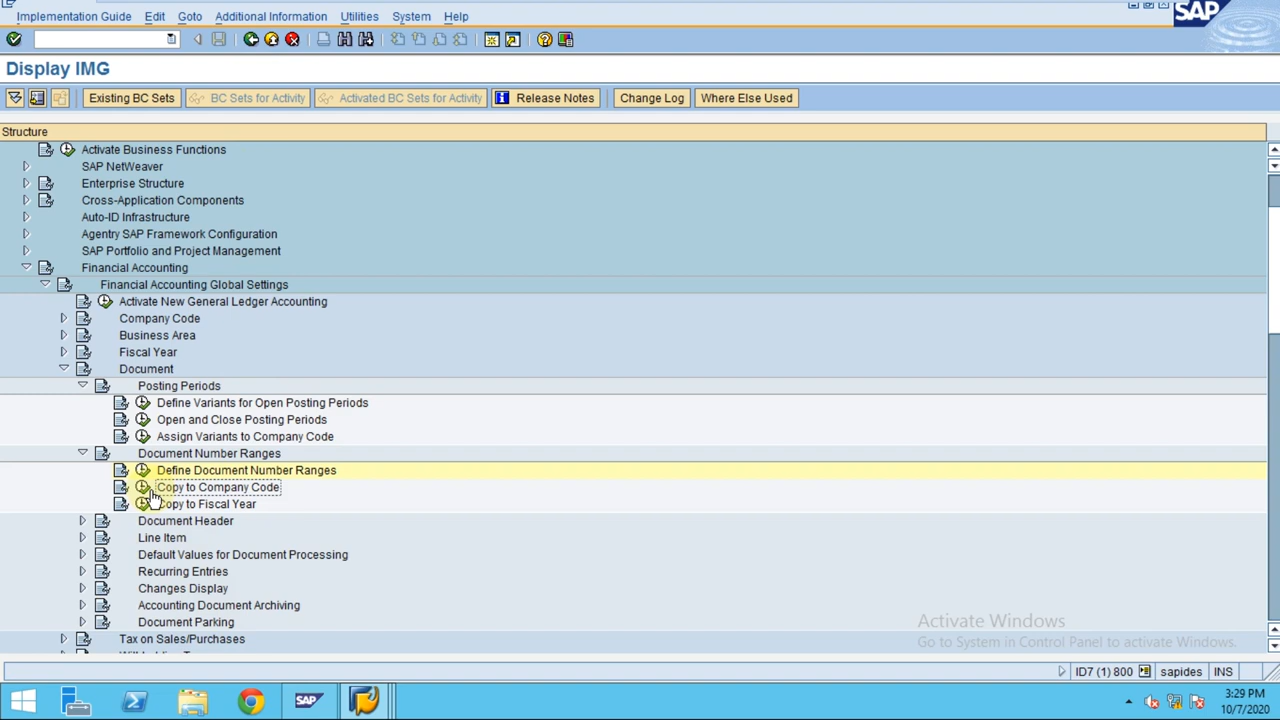 Implementation Guide Edit Goto Additional Information Utilities System Help
SAP
Display IMG
Existing BC Sets BC Sets for Activity Activated BC Sets for Activity Release Notes Change Log Where Else Used
Structure
Activate Business Functions
SAP NetWeaver
Enterprise Structure
Cross-Application Components
Auto-ID Infrastructure
Agentry SAP Framework Configuration
SAP Portfolio and Project Management
Financial Accounting
Financial Accounting Global Settings
Activate New General Ledger Accounting
Company Code
Business Area
Fiscal Year
Document
Posting Periods
Define Variants for Open Posting Periods
Open and Close Posting Periods
Assign Variants to Company Code
Document Number Ranges
Define Document Number Ranges
Copy to Company Code
Copy to Fiscal Year
Document Header
Line Item
Default Values for Document Processing
Recurring Entries
Changes Display
Accounting Document Archiving
Document Parking
Tax on Sales/Purchases
Activate Windows
Go to System in Control Panel to activate Windows.
ID7 (1) 800 sapides INS
SAP
3:29 PM
10/7/2020